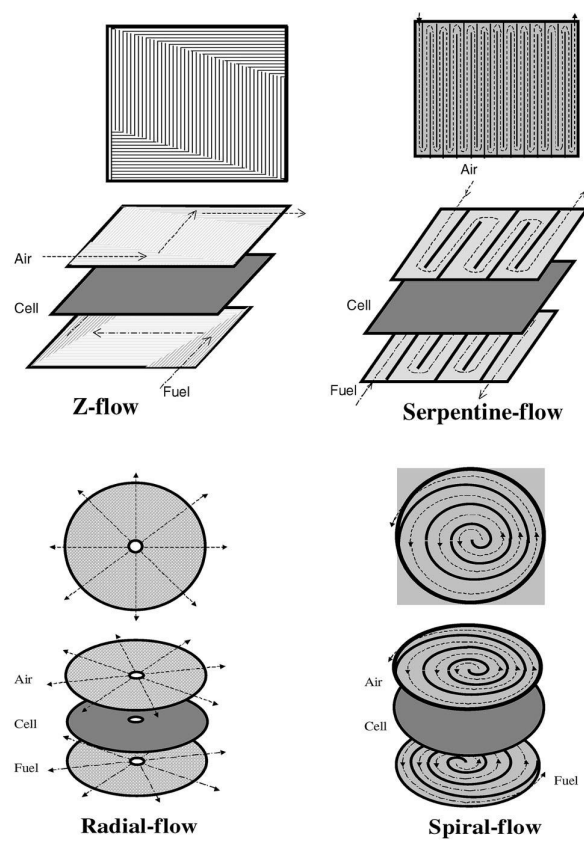 Air
Cell
Fuel
Z-flow
Air
Cell
Fuel
Serpentine-flow
Air
Cell
Fuel
Radial-flow
Air
Cell
Fuel
Spiral-flow